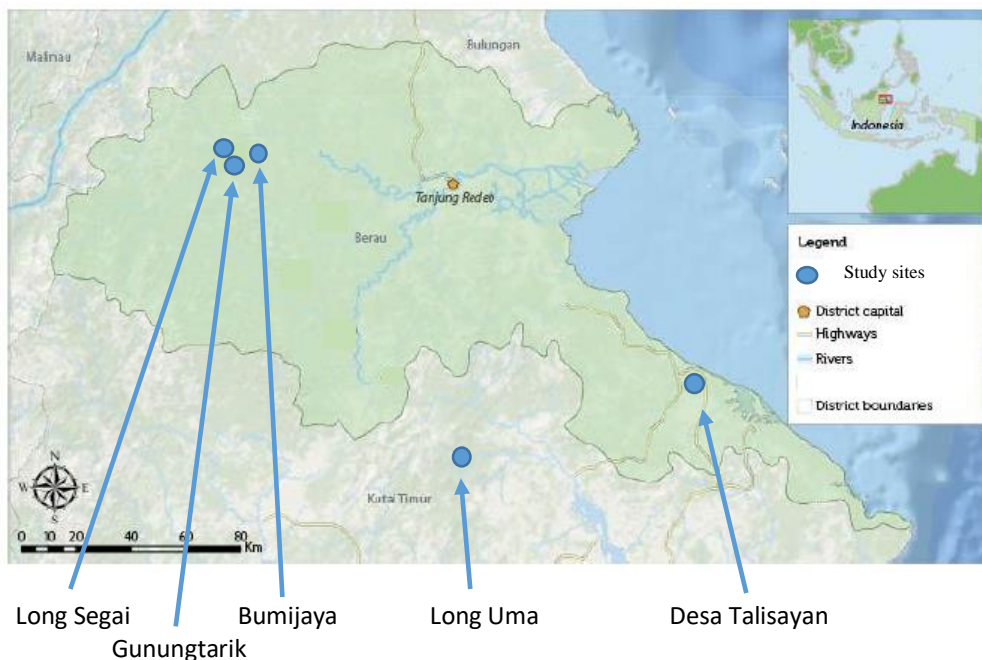 Bulungan
Malinau
Indonesia
Tanjung Redeb
Berau
Legend
Study sites
District capital
Highways
Rivers
District boundaries
Kutai Timur
N
W
E
S
0 10 20 40 60 80
Km
Long Segai
Bumijaya
Long Uma
Desa Talisayan
Gunungtarik